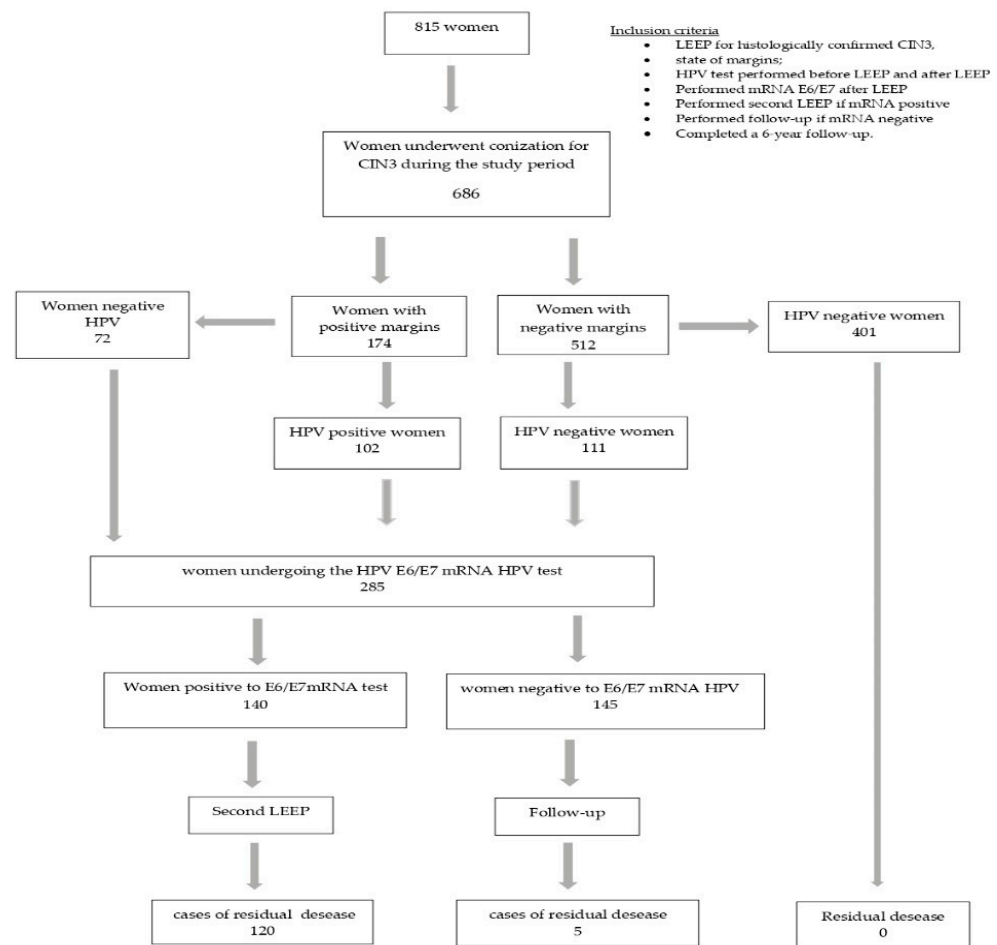 815 women
Inclusion criteria
• LEEP for histologically confirmed CIN3,
• state of margins;
• HPV test performed before LEEP and after LEEP
• Performed mRNA E6/E7 after LEEP
• Performed second LEEP if mRNA positive
• Performed follow-up if mRNA negative
• Completed a 6-year follow-up.
Women underwent conization for
CIN3 during the study period
686
Women negative
HPV
72
Women with
positive margins
174
Women with
negative margins
512
HPV negative women
401
HPV positive women
102
HPV negative women
111
women undergoing the HPV E6/E7 mRNA HPV test
285
Women positive to E6/E7mRNA test
140
women negative to E6/E7 mRNA HPV
145
Second LEEP
Follow-up
cases of residual desease
120
cases of residual desease
5
Residual desease
0